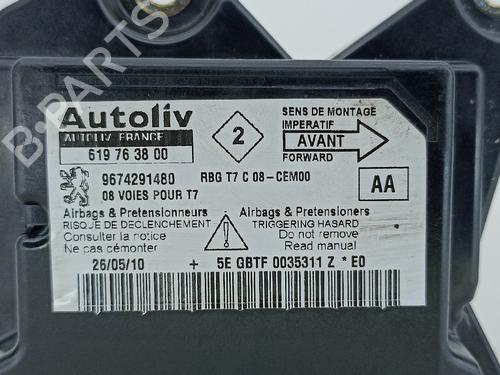 B-PARTS
Autoliv
AUTOLIV FRANCE
619 76 38 00
2
SENS DE MONTAGE
IMPERATIF
AVANT
FORWARD
9674291480
RBG T7 C 08-CEM00
08 VOIES POUR T7
AA
Airbags & Pretensionneurs
RISQUE DE DECLENCHEMENT
Consulter la notice
Ne pas démonter
Airbags & Pretensioners
TRIGGERING HASARD
Do not remove
Read manual
26/05/10 + 5E GBTF 0035311 Z * E0